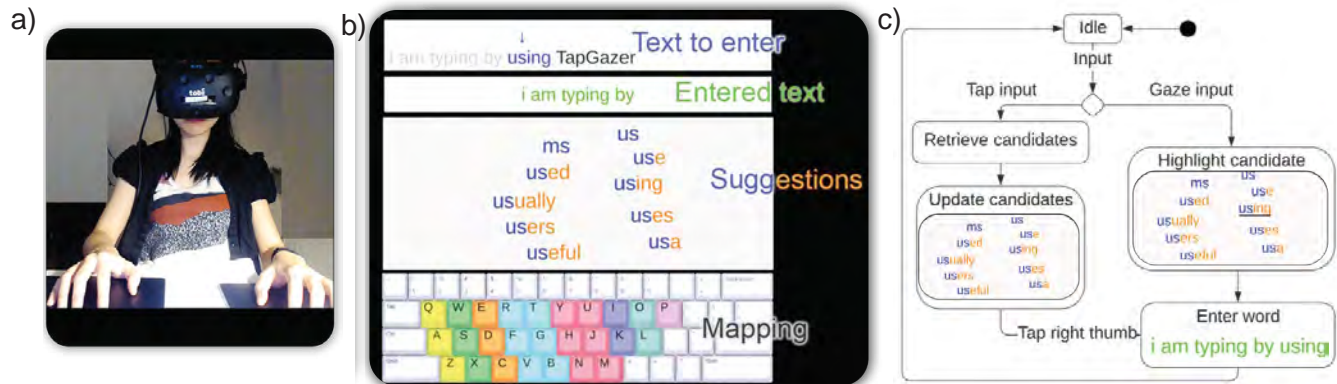 a)
tobii
b)
↓
i am typing by using TapGazer
Text to enter
i am typing by
Entered text
ms
us
used
use
usually
using
users
uses
useful
usa
Suggestions
Q W E R T Y U I O P
A S D F G H J K L
Z X C V B N M
Mapping
c)
Idle
Input
Tap input
Gaze input
Retrieve candidates
Highlight candidate
ms
us
used
use
usually
using
users
uses
useful
usa
Update candidates
ms
us
used
use
usually
using
users
uses
useful
usa
Tap right thumb
Enter word
i am typing by using